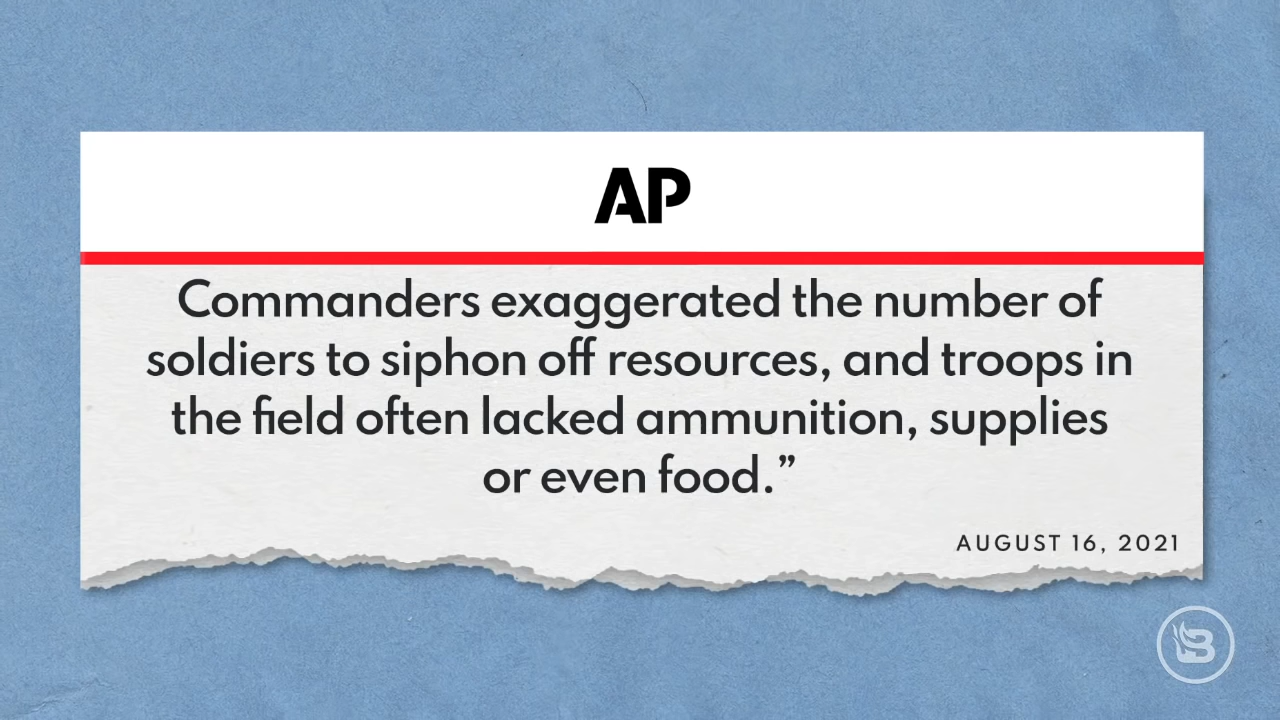 AP
Commanders exaggerated the number of
soldiers to siphon off resources, and troops in
the field often lacked ammunition, supplies
or even food.”
AUGUST 16, 2021
B